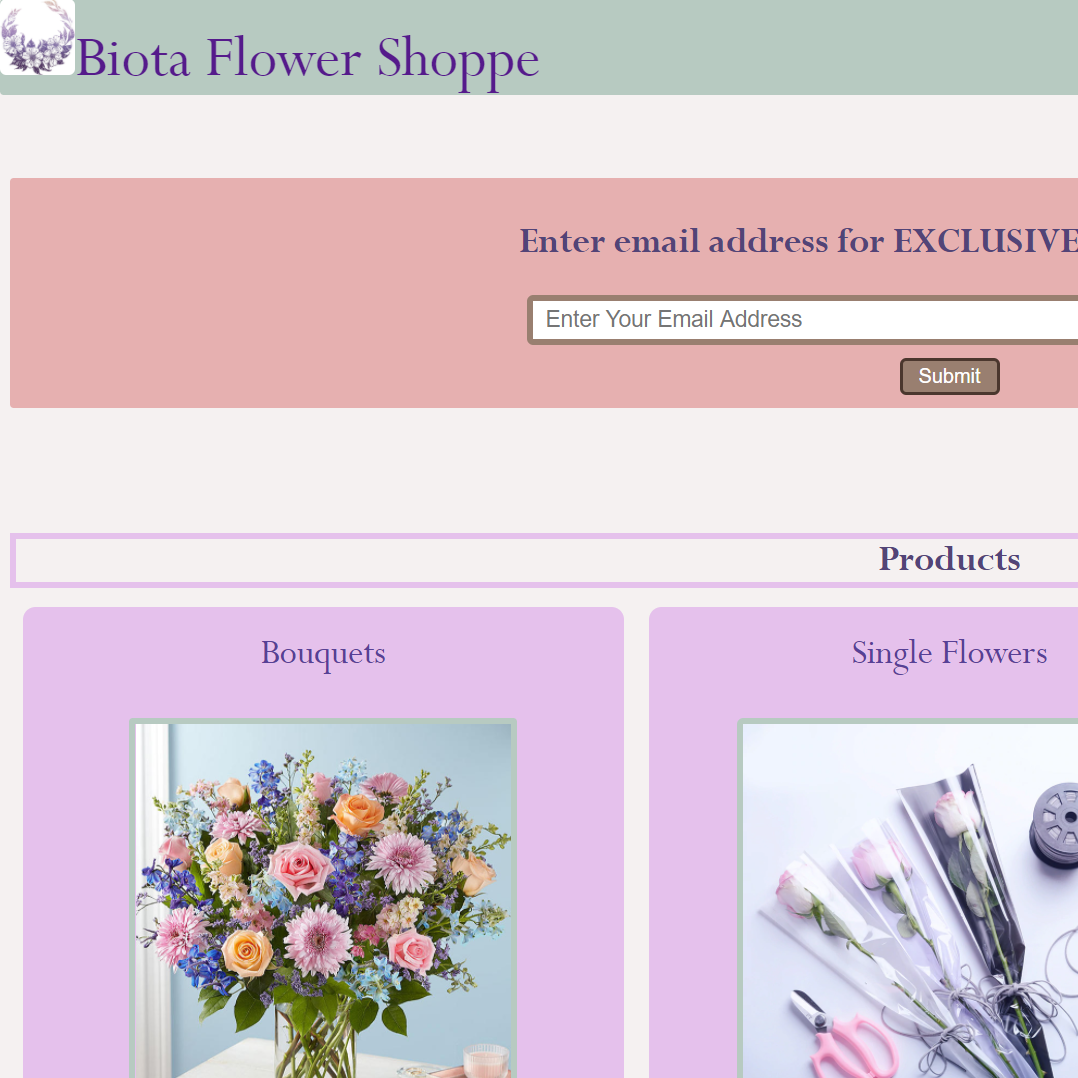 Biota Flower Shoppe
Enter email address for EXCLUSIVE
Enter Your Email Address
Submit
Products
Bouquets
Single Flowers